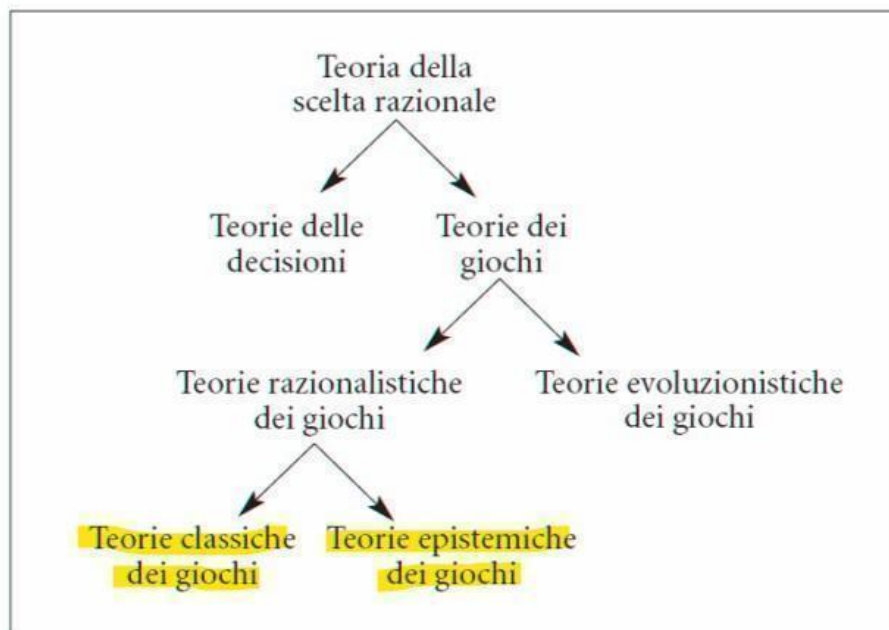 Teoria della
scelta razionale
Teorie delle
decisioni
Teorie dei
giochi
Teorie razionalistiche
dei giochi
Teorie evoluzionistiche
dei giochi
Teorie classiche
dei giochi
Teorie epistemiche
dei giochi